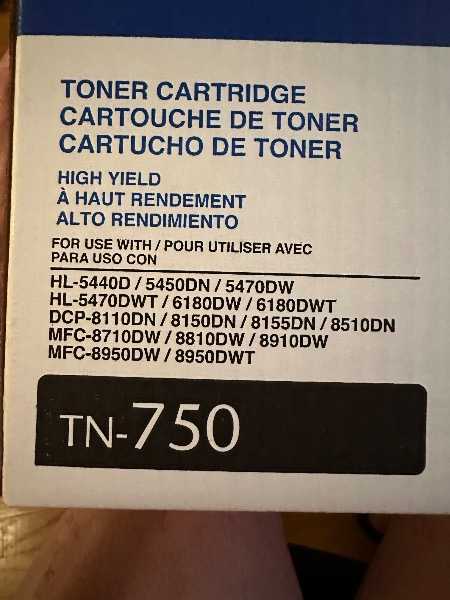 TONER CARTRIDGE
CARTOUCHE DE TONER
CARTUCHO DE TONER
HIGH YIELD
À HAUT RENDEMENT
ALTO RENDIMIENTO
FOR USE WITH / POUR UTILISER AVEC
PARA USO CON
HL-5440D / 5450DN / 5470DW
HL-5470DWT / 6180DW / 6180DWT
DCP-8110DN / 8150DN / 8155DN / 8510DN
MFC-8710DW / 8810DW / 8910DW
MFC-8950DW / 8950DWT
TN-750